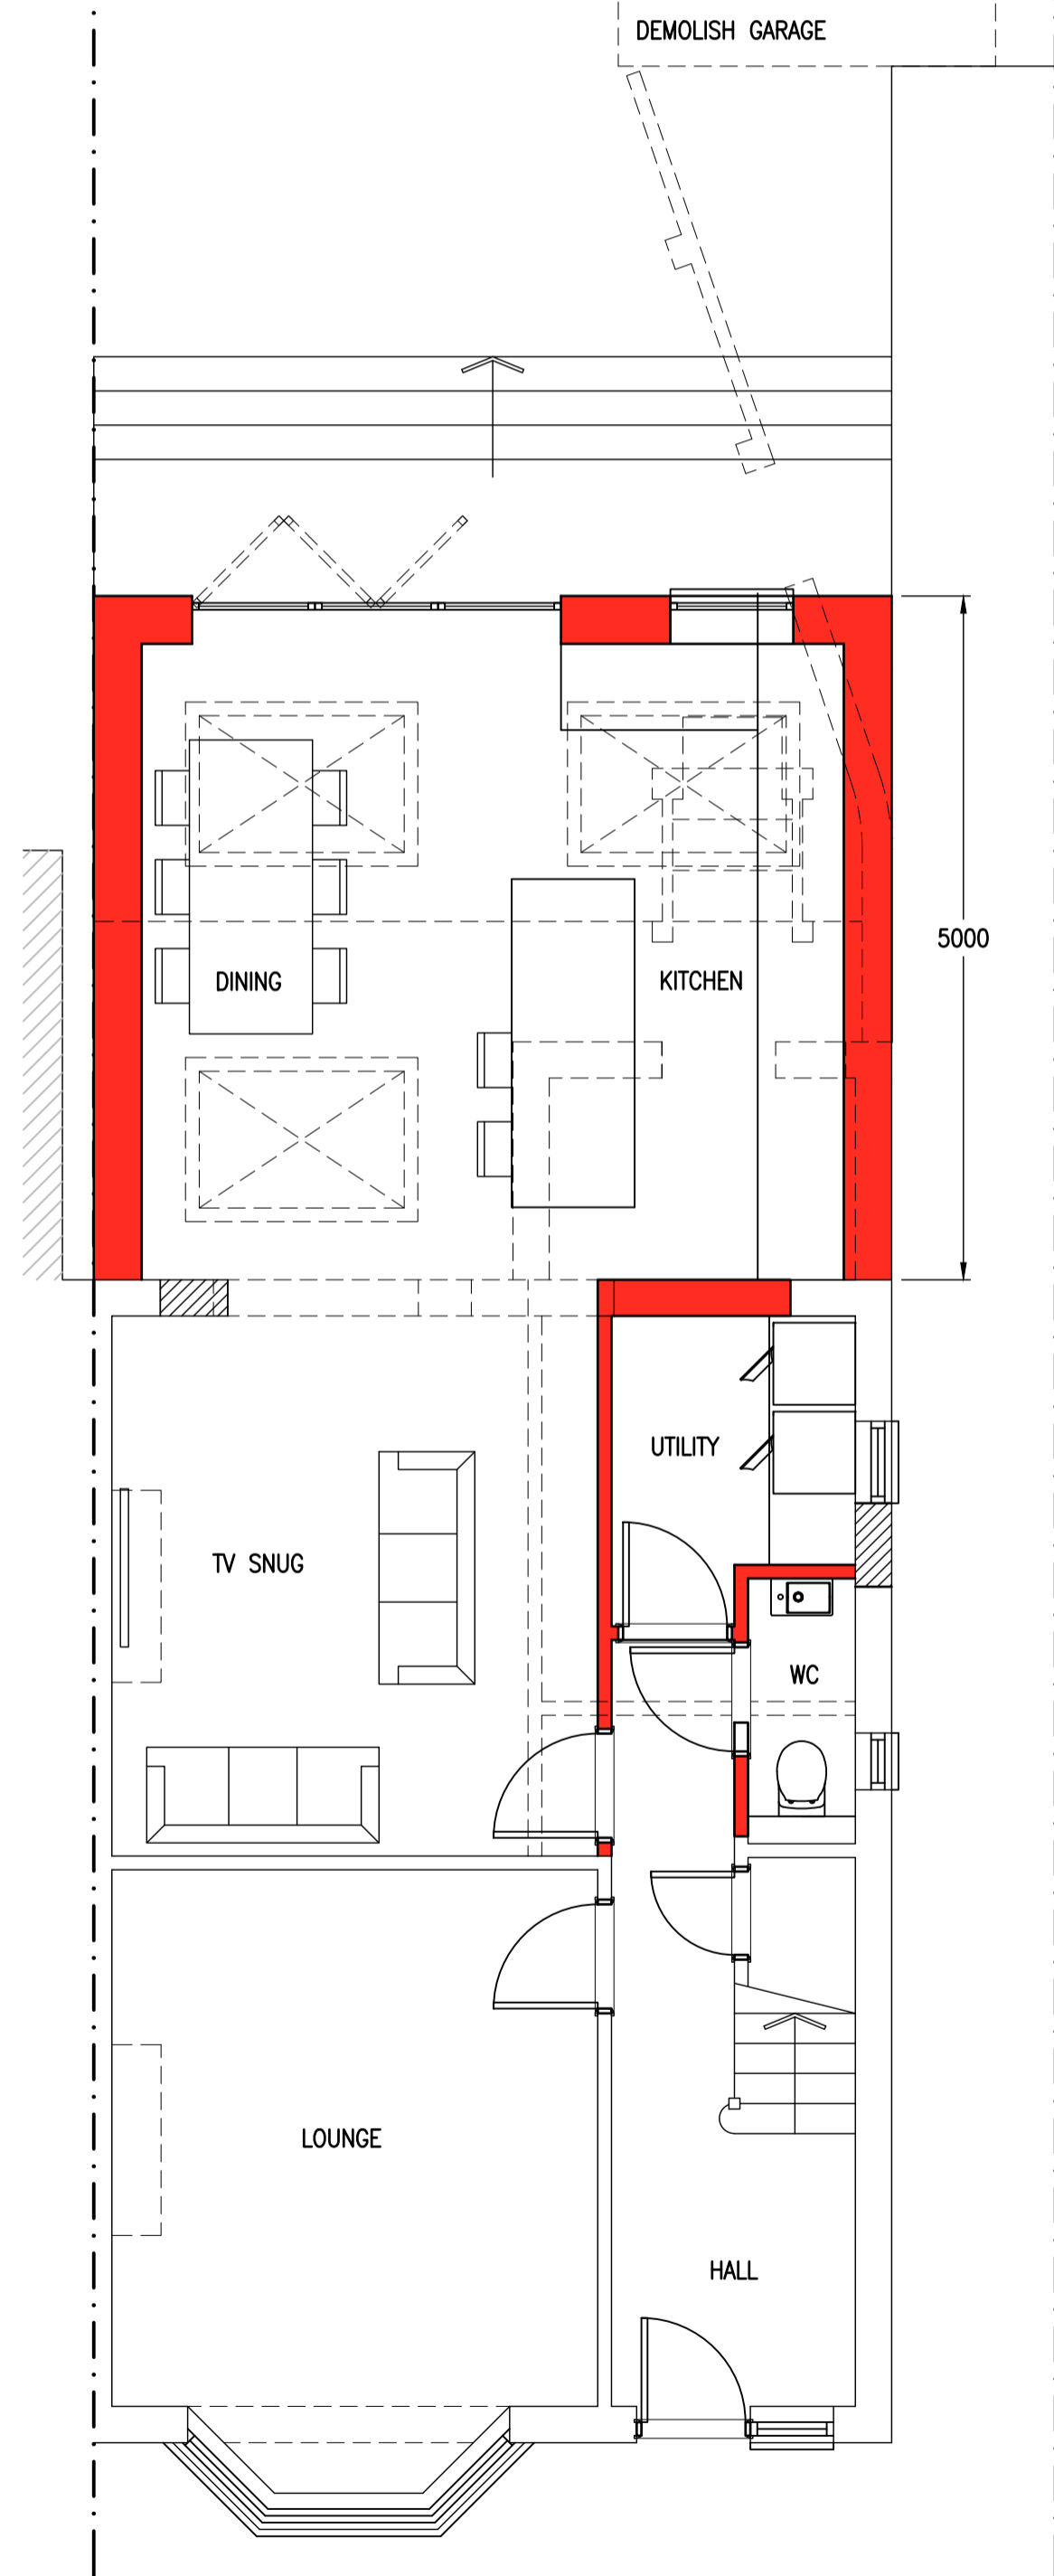 DEMOLISH GARAGE
5000
DINING
KITCHEN
UTILITY
TV SNUG
WC
LOUNGE
HALL